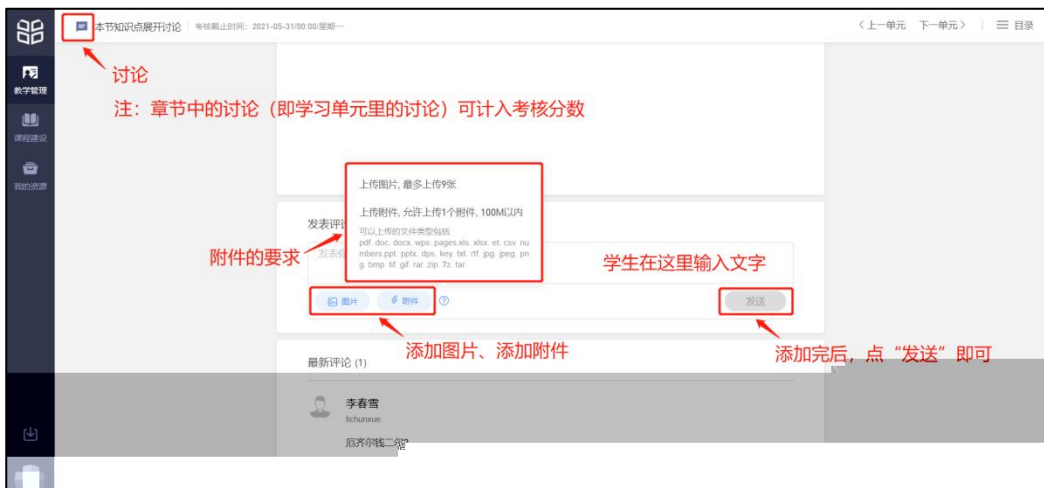 本节知识点展开讨论 考核截止时间: 2021-05-31/00:00/星期一
〈上一单元 下一单元〉 目录
讨论
教学管理
注：章节中的讨论（即学习单元里的讨论）可计入考核分数
课程建设
我的资源
上传图片, 最多上传9张
上传附件, 允许上传1个附件, 100M以内
发表评
可以上传的文件类型包括
pdf. doc. docx. wps. pages.xls. xlsx. et. csv. nu
mbers.ppt. pptx. dps. key. txt. rtf. jpg. jpeg. pn
g. bmp. tif. gif. rar. zip. 7z. tar
附件的要求
学生在这里输入文字
图片 附件 发送
添加图片、添加附件
添加完后，点“发送”即可
最新评论 (1)
李春雪
lichunxue
厄齐尔钱二